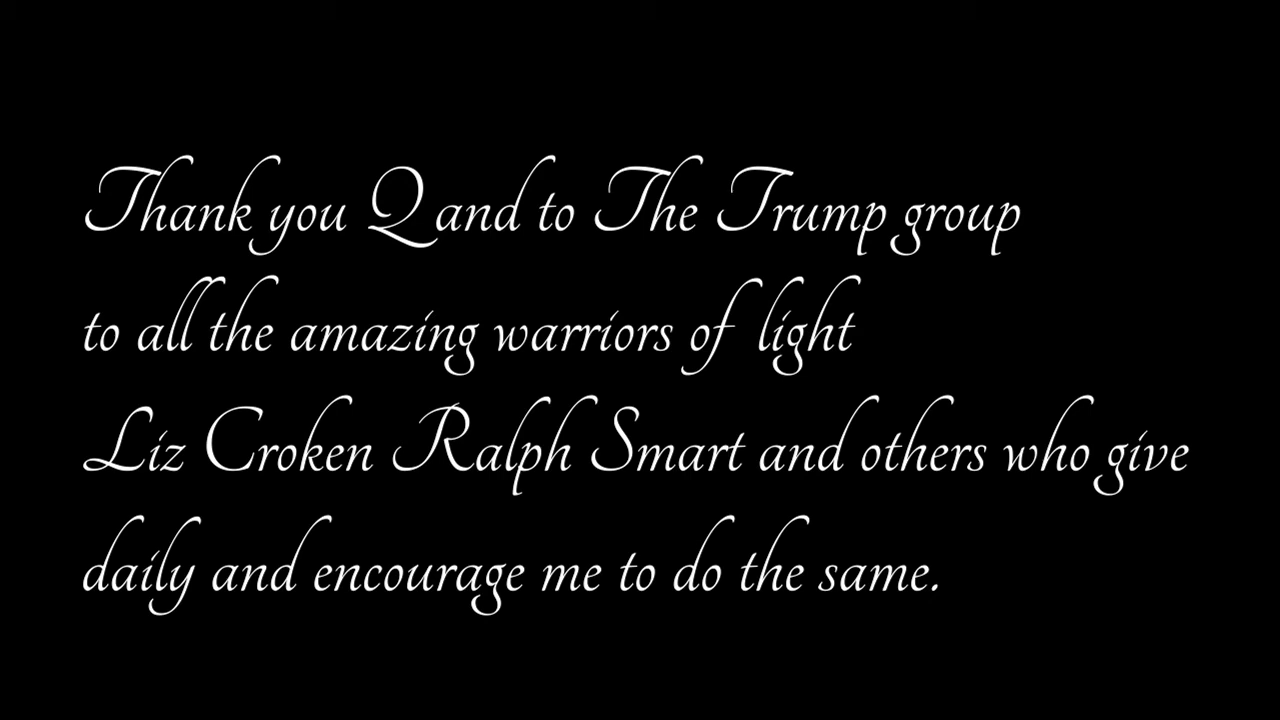 Thank you Q and to The Trump group
to all the amazing warriors of light
Liz Croken Ralph Smart and others who give
daily and encourage me to do the same.